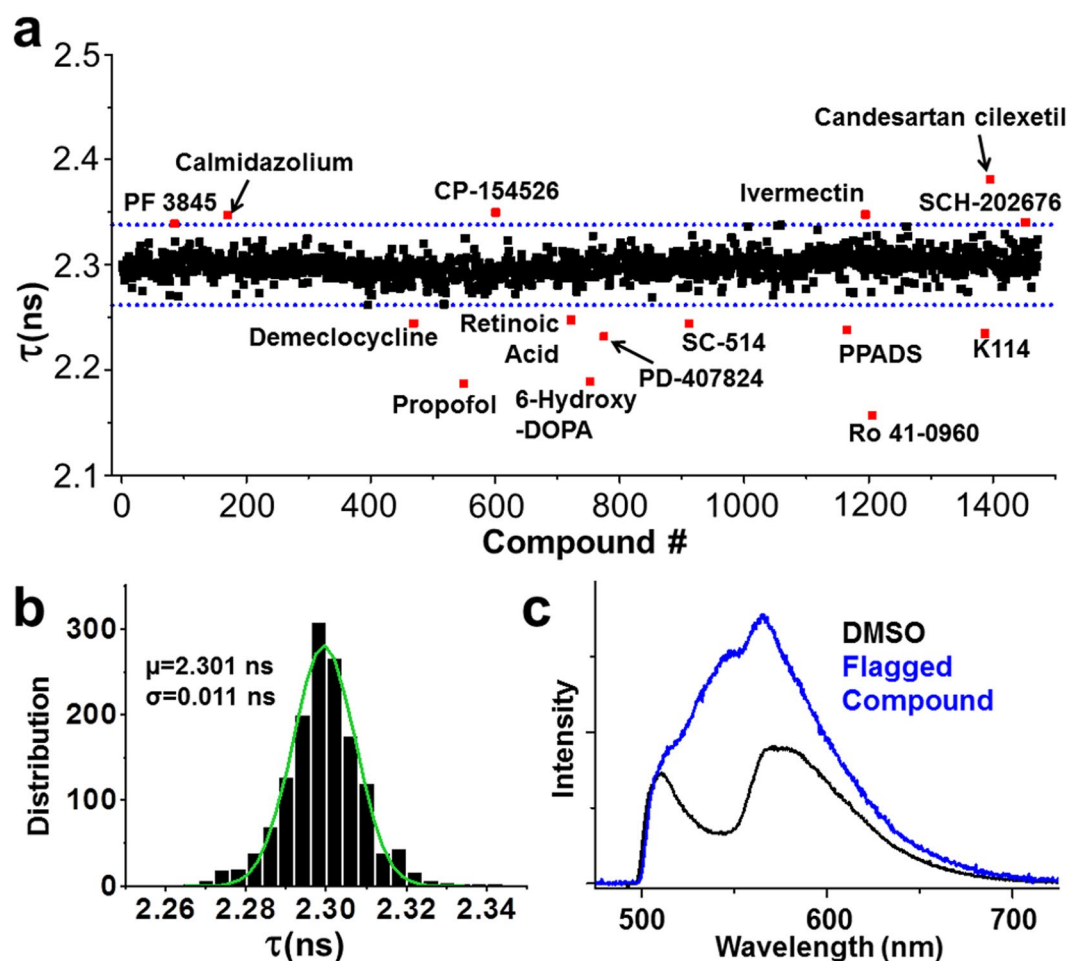 a
2.5
2.4
2.3
2.2
2.1
τ(ns)
Candesartan cilexetil
Calmidazolium
PF 3845
CP-154526
Ivermectin
SCH-202676
Demeclocycline
Retinoic
Acid
SC-514
PPADS
K114
PD-407824
Propofol
6-Hydroxy
-DOPA
Ro 41-0960
0
200
400
600
800
1000
1200
1400
Compound #
b
300
200
100
0
Distribution
μ=2.301 ns
σ=0.011 ns
2.26
2.28
2.30
2.32
2.34
τ(ns)
c
DMSO
Flagged
Compound
Intensity
500
600
700
Wavelength (nm)